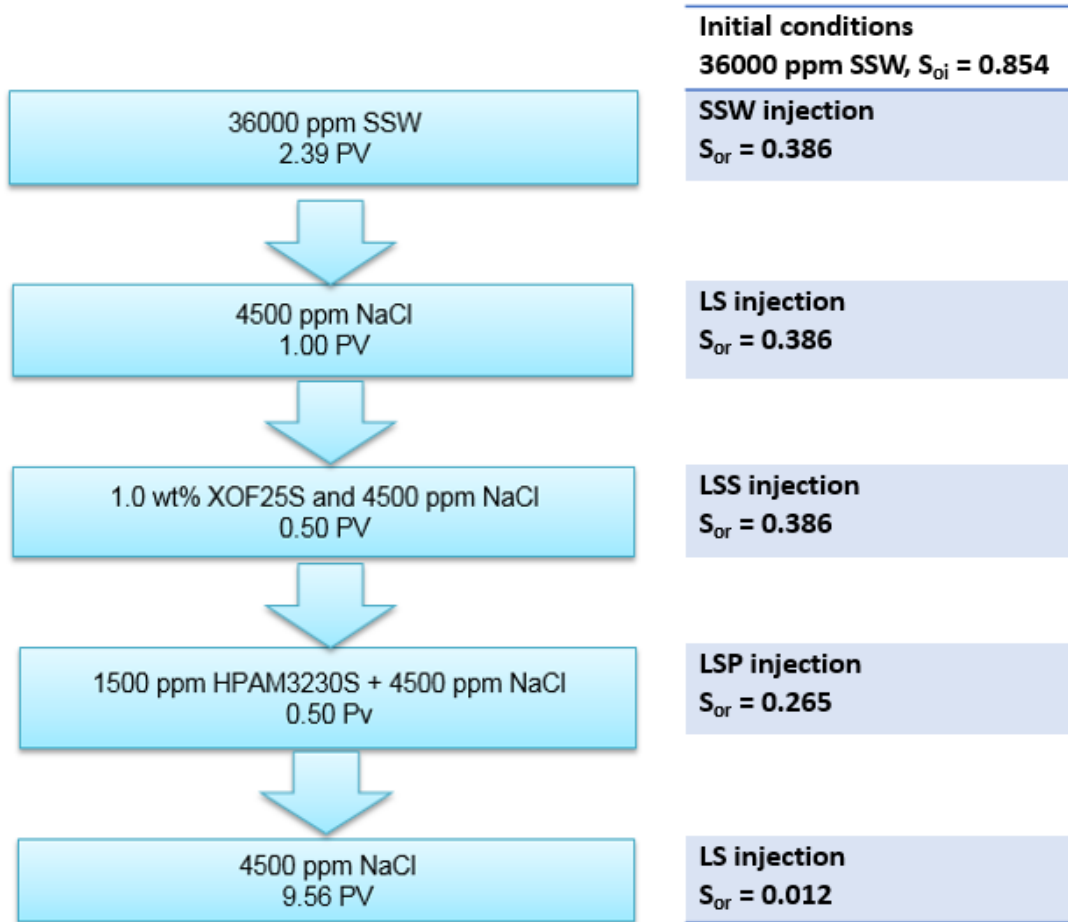 Initial conditions
36000 ppm SSW, Soi = 0.854
36000 ppm SSW
2.39 PV
SSW injection
Sor = 0.386
4500 ppm NaCl
1.00 PV
LS injection
Sor = 0.386
1.0 wt% XOF25S and 4500 ppm NaCl
0.50 PV
LSS injection
Sor = 0.386
1500 ppm HPAM3230S + 4500 ppm NaCl
0.50 Pv
LSP injection
Sor = 0.265
4500 ppm NaCl
9.56 PV
LS injection
Sor = 0.012